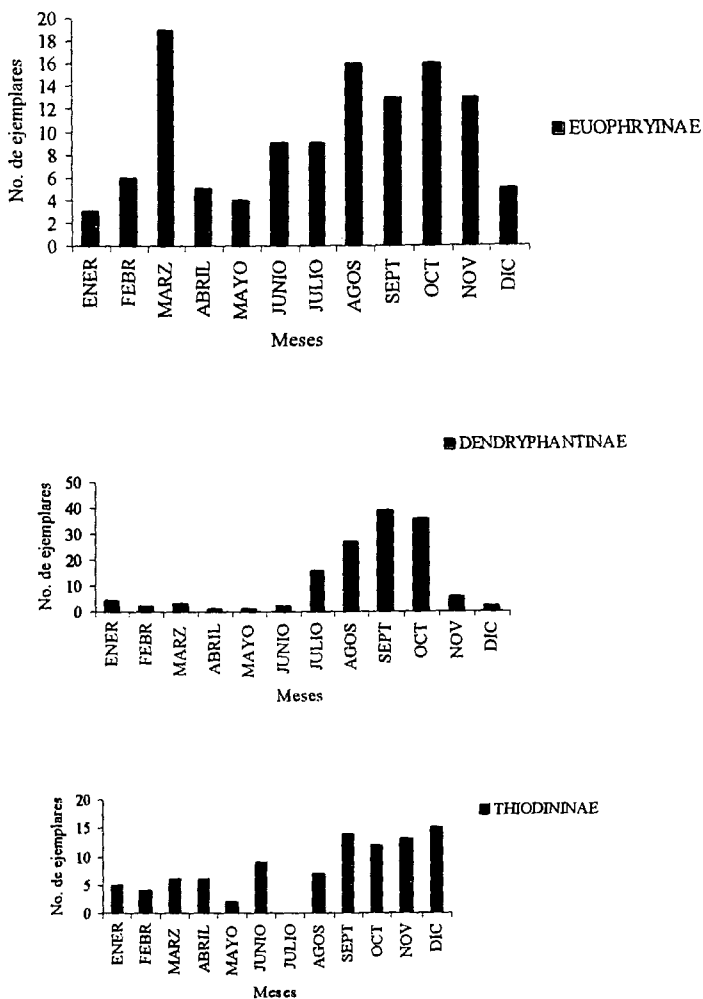 20
18
16
14
12
10
8
6
4
2
0
No. de ejemplares
ENER
FEBR
MARZ
ABRIL
MAYO
JUNIO
JULIO
AGOS
SEPT
OCT
NOV
DIC
Meses
EUOPHRYINAE
DENDRYPHANTINAE
50
40
30
20
10
0
No. de ejemplares
ENER
FEBR
MARZ
ABRIL
MAYO
JUNIO
JULIO
AGOS
SEPT
OCT
NOV
DIC
Meses
THIODININAE
20
15
10
5
0
No. de ejemplares
ENER
FEBR
MARZ
ABRIL
MAYO
JUNIO
JULIO
AGOS
SEPT
OCT
NOV
DIC
Meses